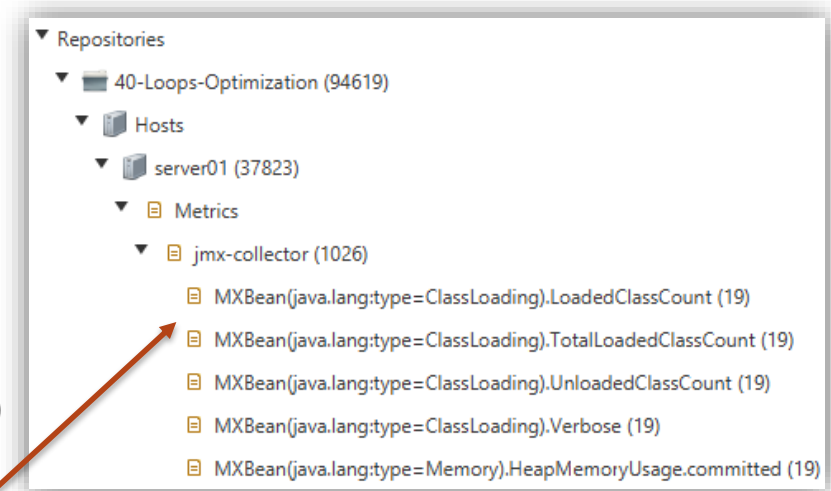 Repositories
40-Loops-Optimization (94619)
Hosts
server01 (37823)
Metrics
jmx-collector (1026)
MXBean(java.lang:type=ClassLoading).LoadedClassCount (19)
MXBean(java.lang:type=ClassLoading).TotalLoadedClassCount (19)
MXBean(java.lang:type=ClassLoading).UnloadedClassCount (19)
MXBean(java.lang:type=ClassLoading).Verbose (19)
MXBean(java.lang:type=Memory).HeapMemoryUsage.committed (19)
)